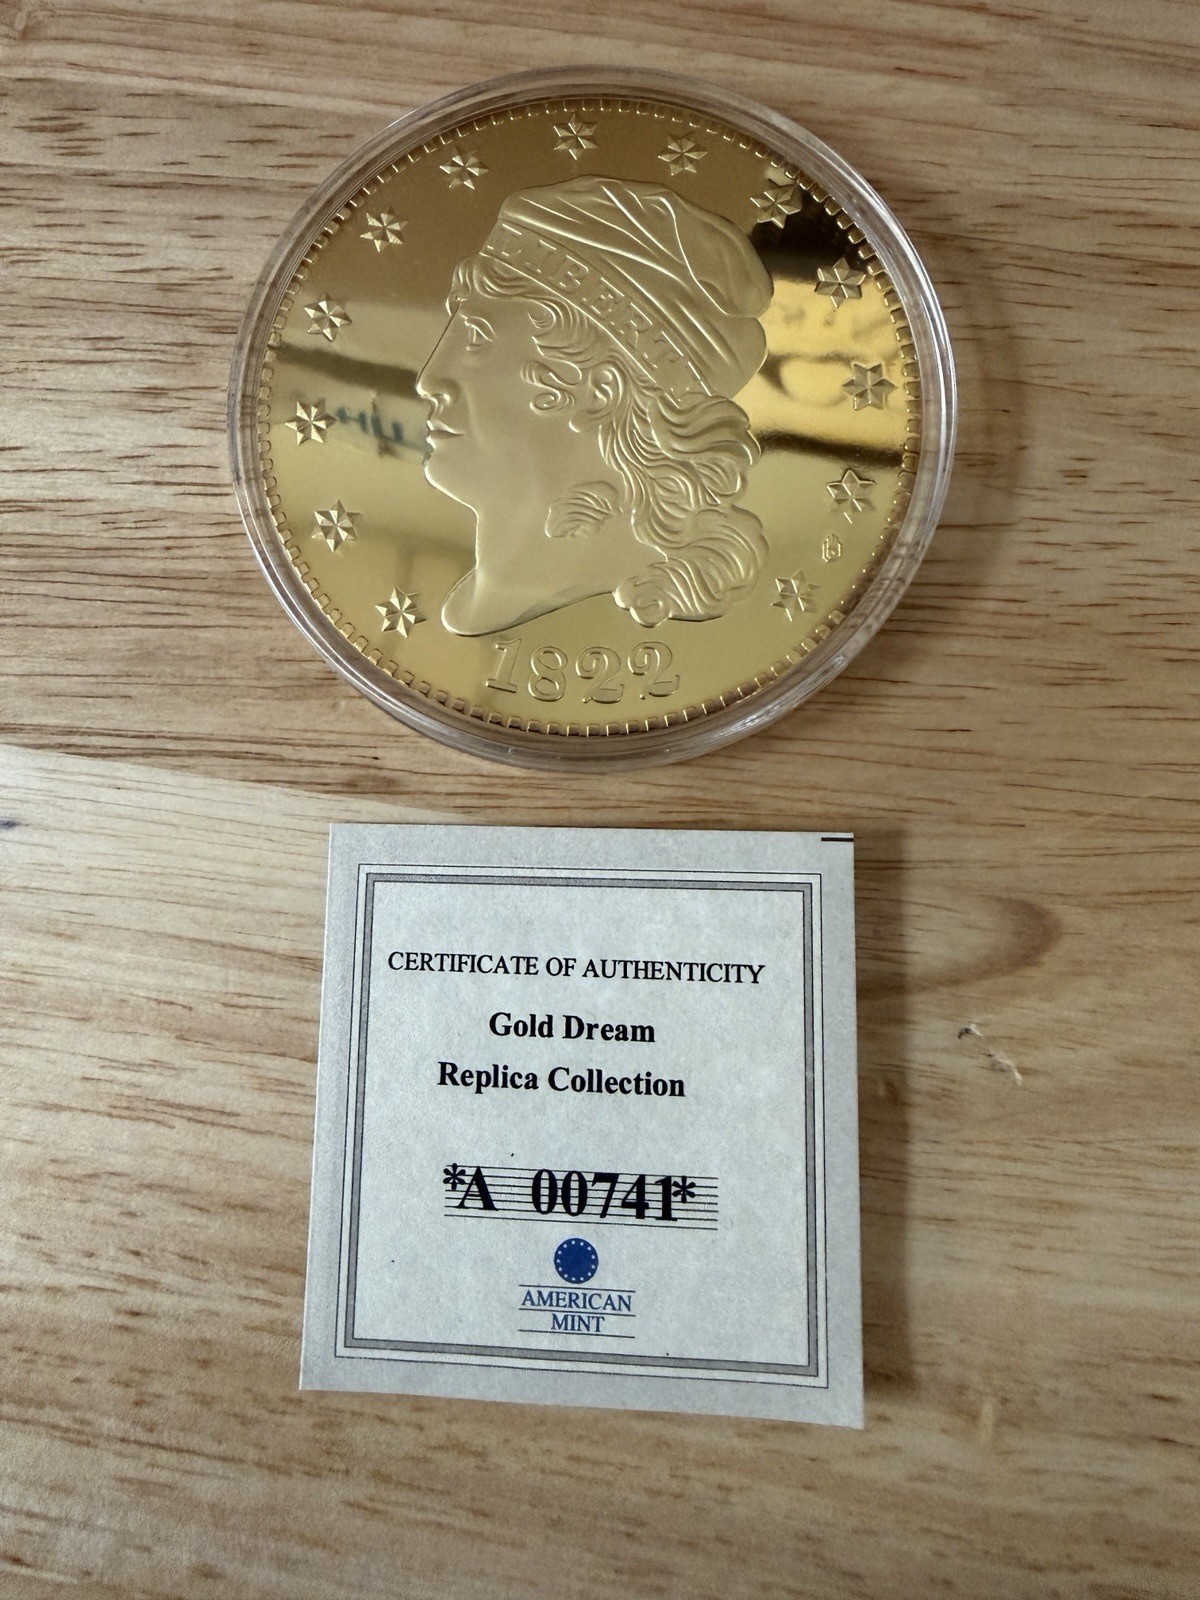 LIBERTY
1822
CERTIFICATE OF AUTHENTICITY
Gold Dream
Replica Collection
*A 00741*
AMERICAN
MINT